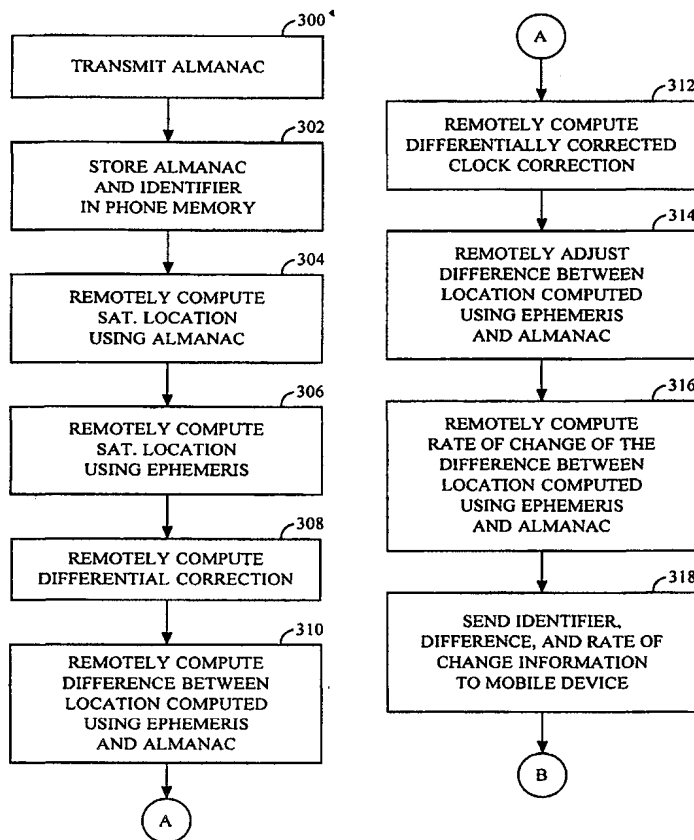 300
TRANSMIT ALMANAC
302
STORE ALMANAC
AND IDENTIFIER
IN PHONE MEMORY
304
REMOTELY COMPUTE
SAT. LOCATION
USING ALMANAC
306
REMOTELY COMPUTE
SAT. LOCATION
USING EPHEMERIS
308
REMOTELY COMPUTE
DIFFERENTIAL CORRECTION
310
REMOTELY COMPUTE
DIFFERENCE BETWEEN
LOCATION COMPUTED
USING EPHEMERIS
AND ALMANAC
A
A
312
REMOTELY COMPUTE
DIFFERENTIALLY CORRECTED
CLOCK CORRECTION
314
REMOTELY ADJUST
DIFFERENCE BETWEEN
LOCATION COMPUTED
USING EPHEMERIS
AND ALMANAC
316
REMOTELY COMPUTE
RATE OF CHANGE OF THE
DIFFERENCE BETWEEN
LOCATION COMPUTED
USING EPHEMERIS
AND ALMANAC
318
SEND IDENTIFIER,
DIFFERENCE, AND RATE OF
CHANGE INFORMATION
TO MOBILE DEVICE
B